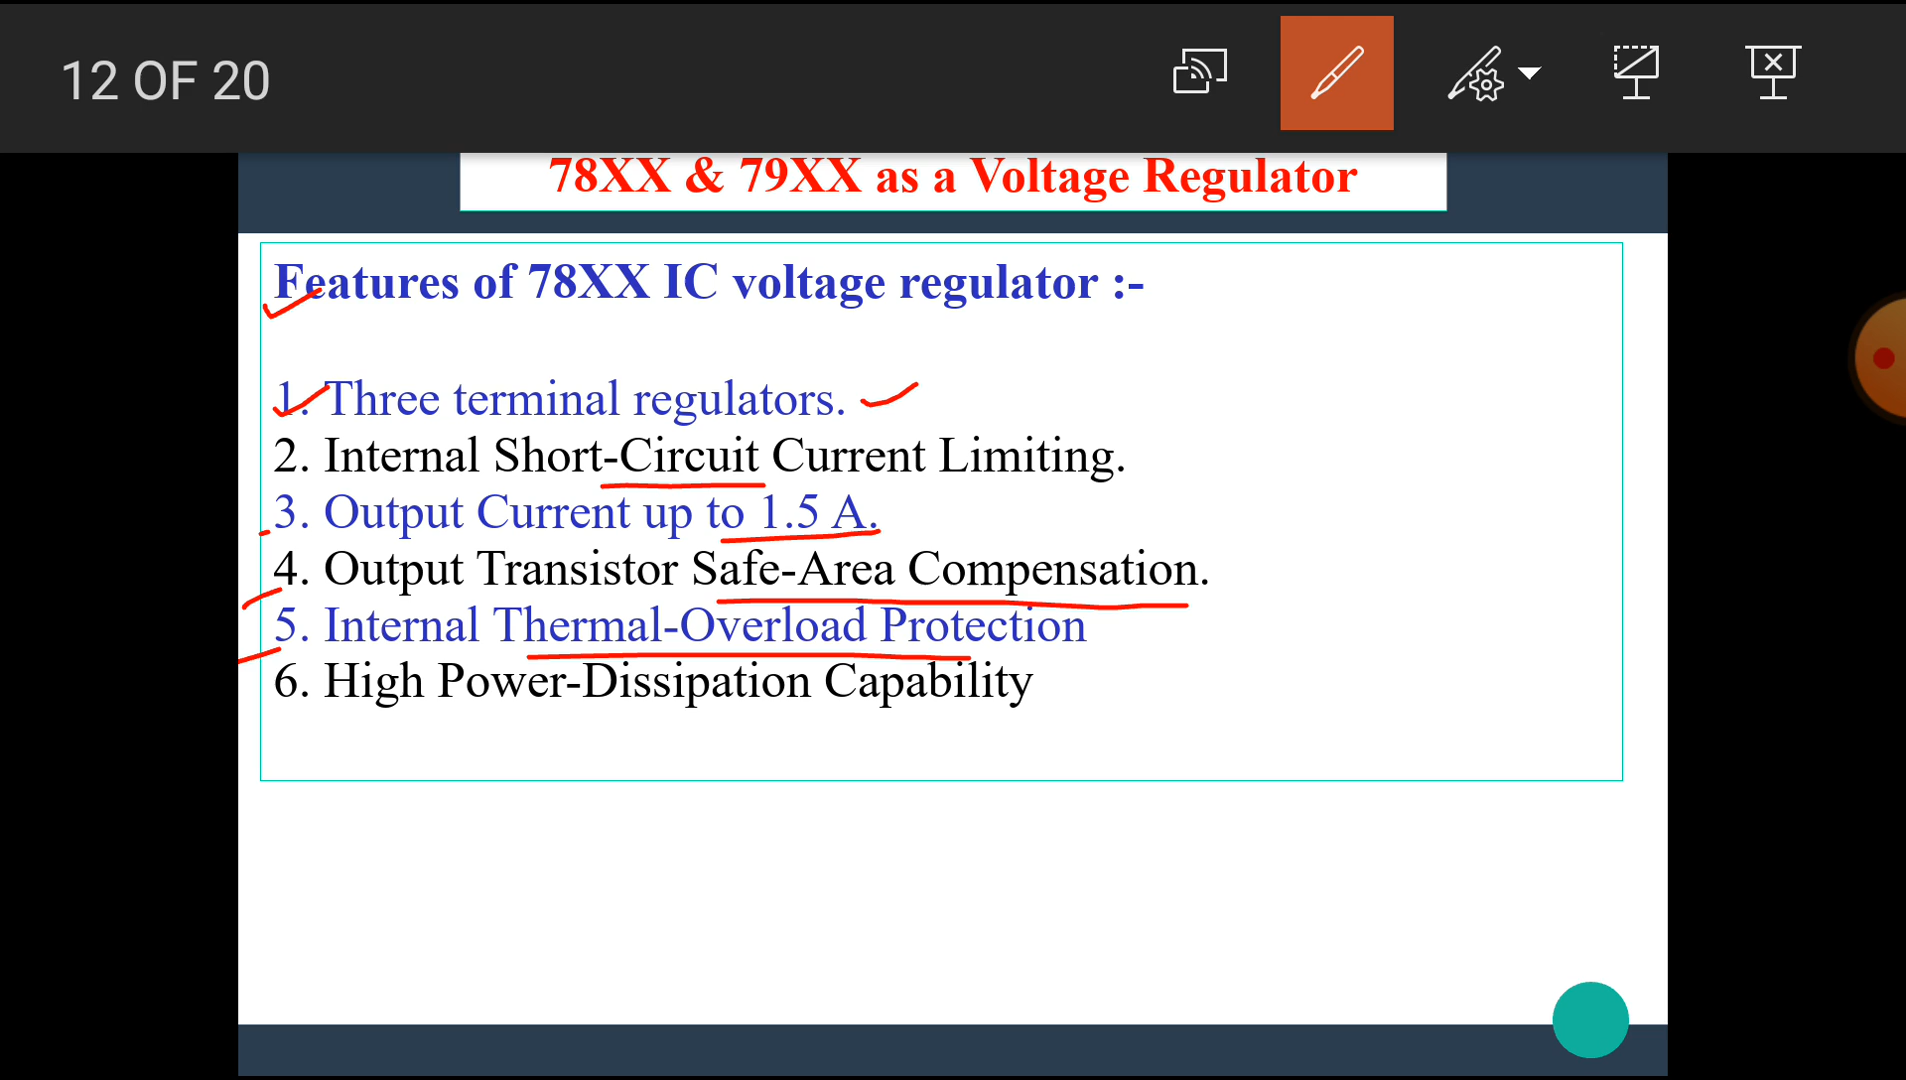 12 OF 20
78XX & 79XX as a Voltage Regulator
Features of 78XX IC voltage regulator :-
1. Three terminal regulators.
2. Internal Short-Circuit Current Limiting.
3. Output Current up to 1.5 A.
4. Output Transistor Safe-Area Compensation.
5. Internal Thermal-Overload Protection
6. High Power-Dissipation Capability